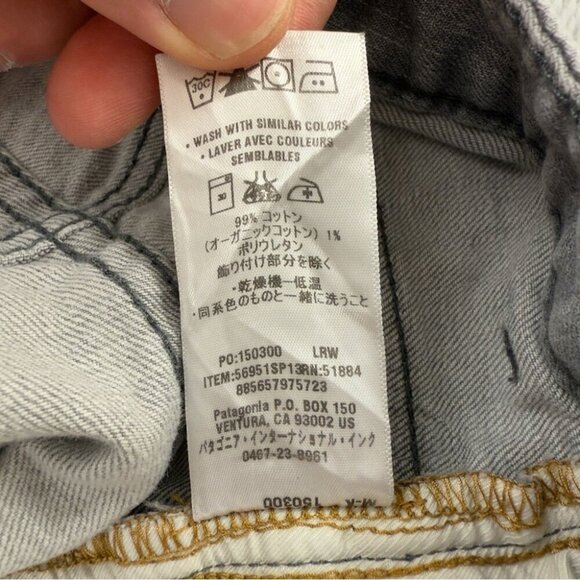 30C
• WASH WITH SIMILAR COLORS
• LAVER AVEC COULEURS
SEMBLABLES
30
99% コットン
(オーガニックコットン) 1%
ポリウレタン
飾り付け部分を除く
・乾燥機ー低温
・同系色のものと一緒に洗うこと
PO:150300 LRW
ITEM:56951SP13RN:51884
885657975723
Patagonia P.O. BOX 150
VENTURA, CA 93002 US
パタゴニア・インターナショナル・インク
0467-23-8961
150300